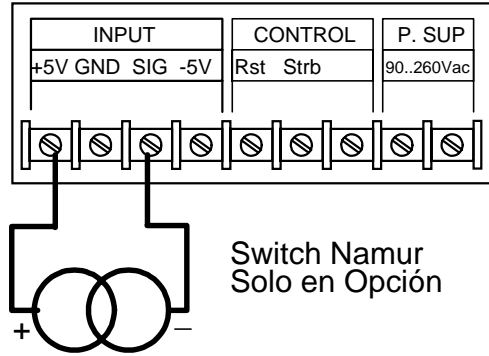 INPUT CONTROL P. SUP
+5V GND SIG -5V Rst Strb 90..260Vac
Switch Namur
Solo en Opción
+ −